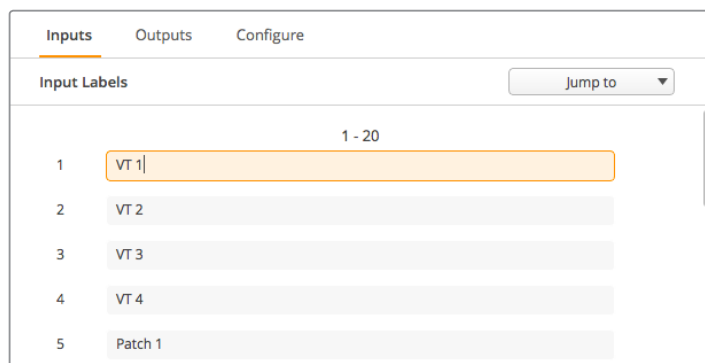 Inputs Outputs Configure
Input Labels Jump to
1 - 20
1 VT 1
2 VT 2
3 VT 3
4 VT 4
5 Patch 1